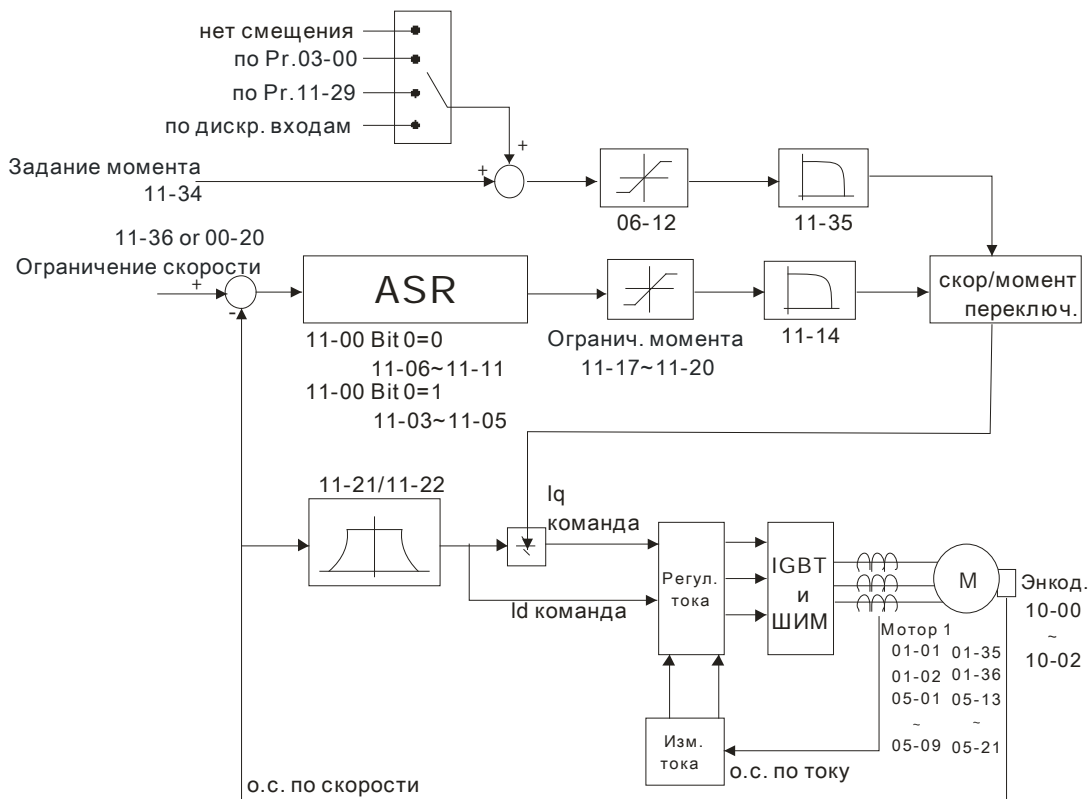 нет смещения
по Pr.03-00
по Pr.11-29
по дискр. входам
+
Задание момента
+
11-34
06-12
11-35
11-36 or 00-20
Ограничение скорости
+
-
ASR
скор/момент
переключ.
11-00 Bit 0=0
11-06~11-11
11-00 Bit 0=1
11-03~11-05
Огранич. момента
11-17~11-20
11-14
11-21/11-22
Iq
команда
Id команда
Регул.
тока
IGBT
и
ШИМ
M
Энкод.
10-00
~
10-02
Мотор 1
01-01 01-35
01-02 01-36
05-01 05-13
~ ~
05-09 05-21
Изм.
тока
о.с. по току
о.с. по скорости